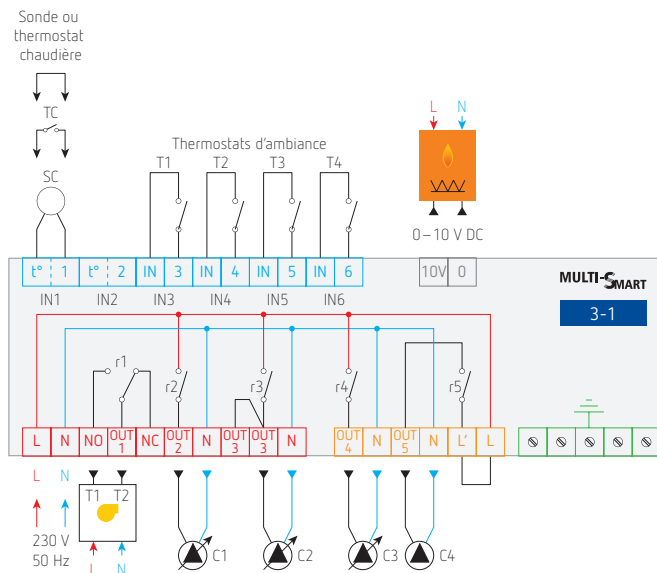 Sonde ou
thermostat
chaudière
TC
SC
Thermostats d'ambiance
T1 T2 T3 T4
L N
0–10 V DC
t° 1 t° 2 IN 3 IN 4 IN 5 IN 6 10V 0
IN1 IN2 IN3 IN4 IN5 IN6
MULTI-SMART
3-1
r1 r2 r3 r4 r5
L N NO OUT 1 NC OUT 2 N OUT 3 OUT 3 N OUT 4 N OUT 5 N L' L
L N
T1 T2
230 V
50 Hz
L N
C1 C2 C3 C4